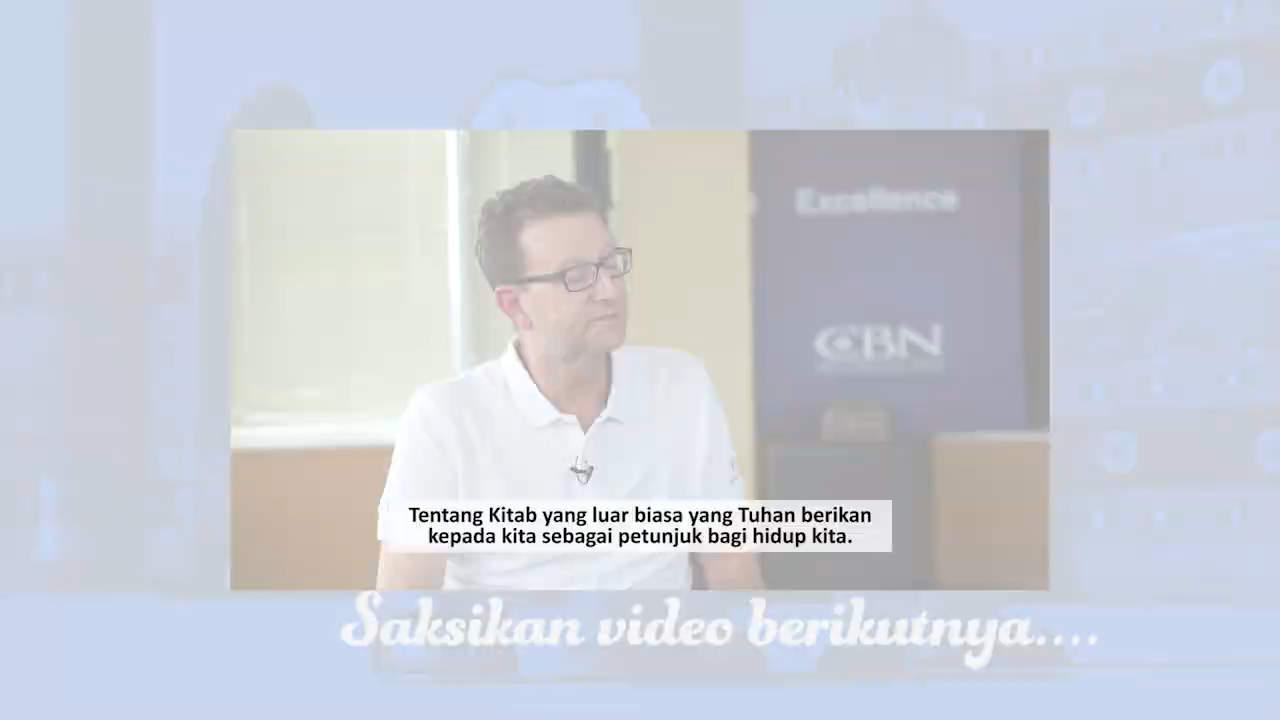 Excellence
CBN
Tentang Kitab yang luar biasa yang Tuhan berikan
kepada kita sebagai petunjuk bagi hidup kita.
Saksikan video berikutnya....